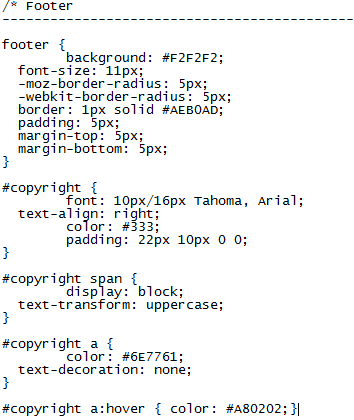 /* Footer
--------------------------------------------
footer {
background: #F2F2F2;
font-size: 11px;
-moz-border-radius: 5px;
-webkit-border-radius: 5px;
border: 1px solid #AEB0AD;
padding: 5px;
margin-top: 5px;
margin-bottom: 5px;
}
#copyright {
font: 10px/16px Tahoma, Arial;
text-align: right;
color: #333;
padding: 22px 10px 0 0;
}
#copyright span {
display: block;
text-transform: uppercase;
}
#copyright a {
color: #6E7761;
text-decoration: none;
}
#copyright a:hover { color: #A80202;}